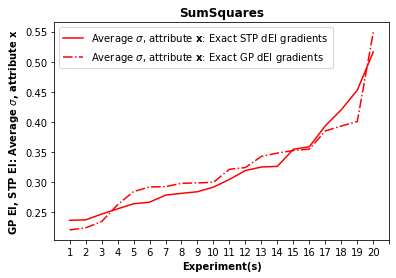 SumSquares
Average σ, attribute x: Exact STP dEI gradients
Average σ, attribute x: Exact GP dEI gradients
GP EI, STP EI: Average σ, attribute x
0.55
0.50
0.45
0.40
0.35
0.30
0.25
1 2 3 4 5 6 7 8 9 10 11 12 13 14 15 16 17 18 19 20
Experiment(s)